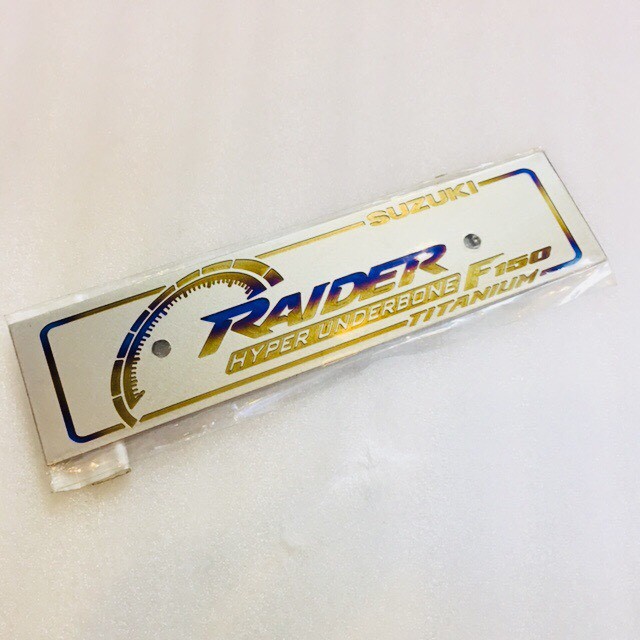 SUZUKI
RAIDER
HYPER UNDERBONE F150
TITANIUM